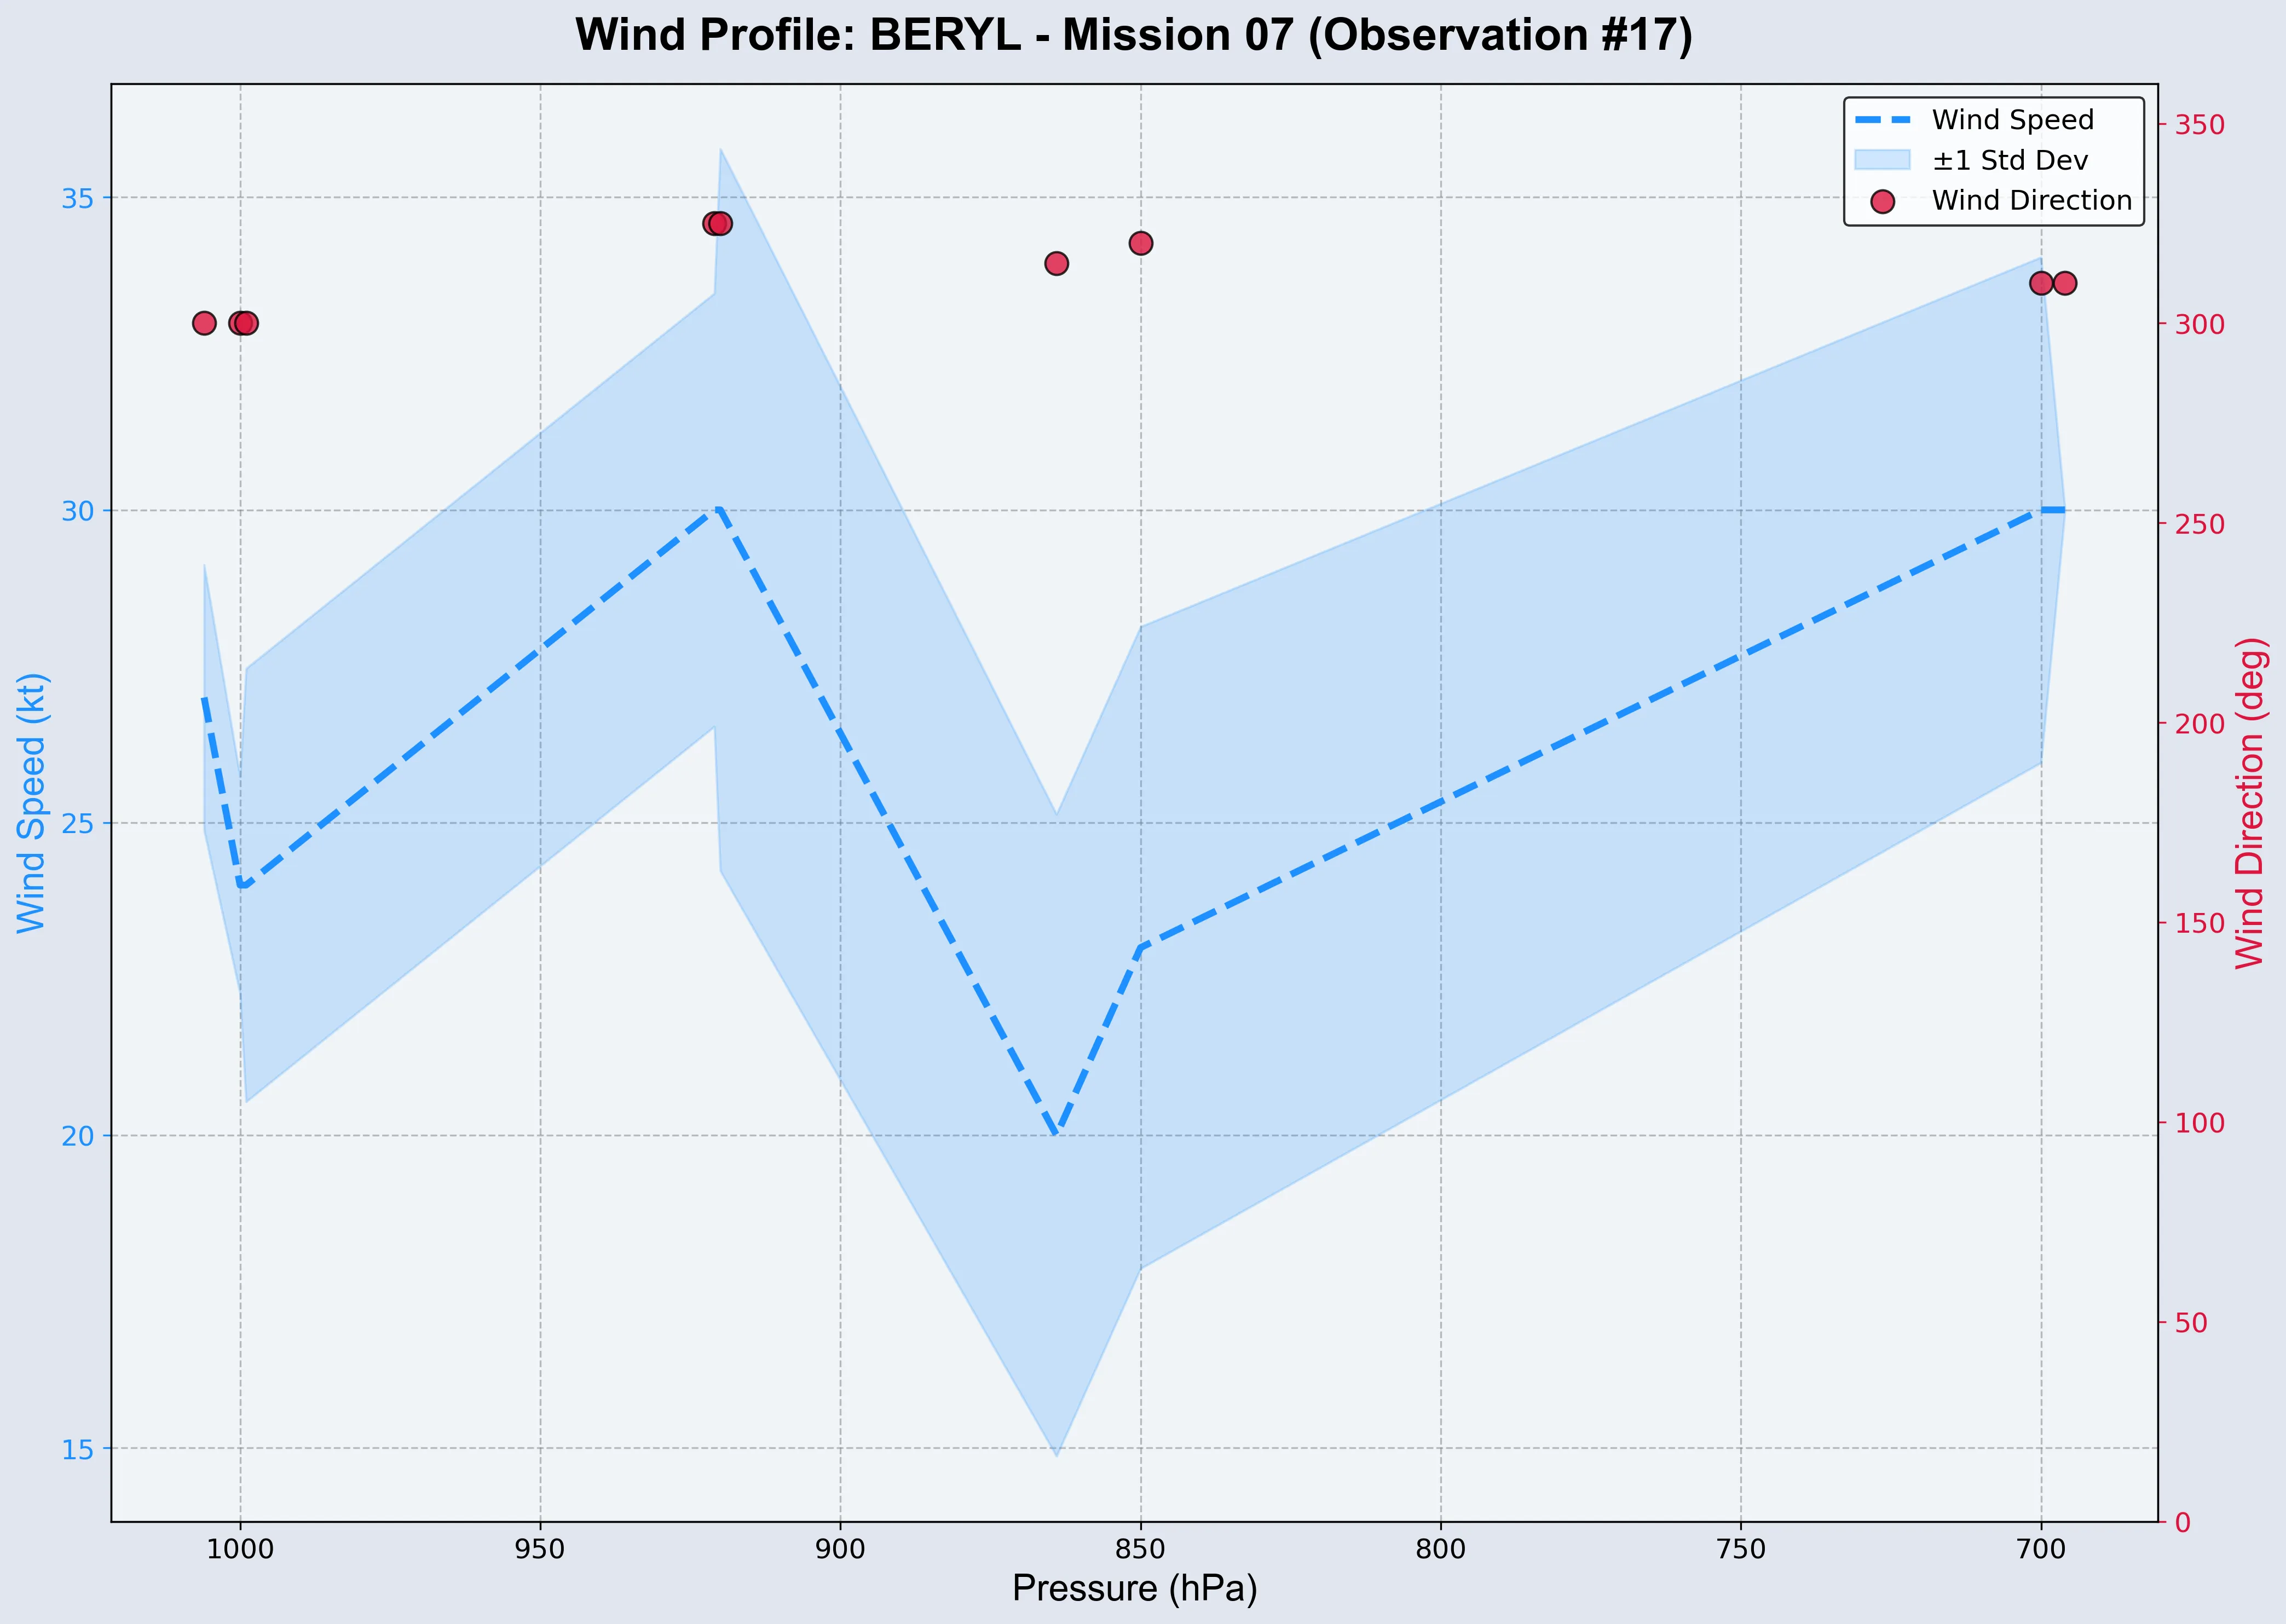 Wind Profile: BERYL - Mission 07 (Observation #17)
Wind Speed
±1 Std Dev
Wind Direction
Wind Speed (kt)
35
30
25
20
15
350
300
250
200
150
100
50
0
Wind Direction (deg)
1000 950 900 850 800 750 700
Pressure (hPa)